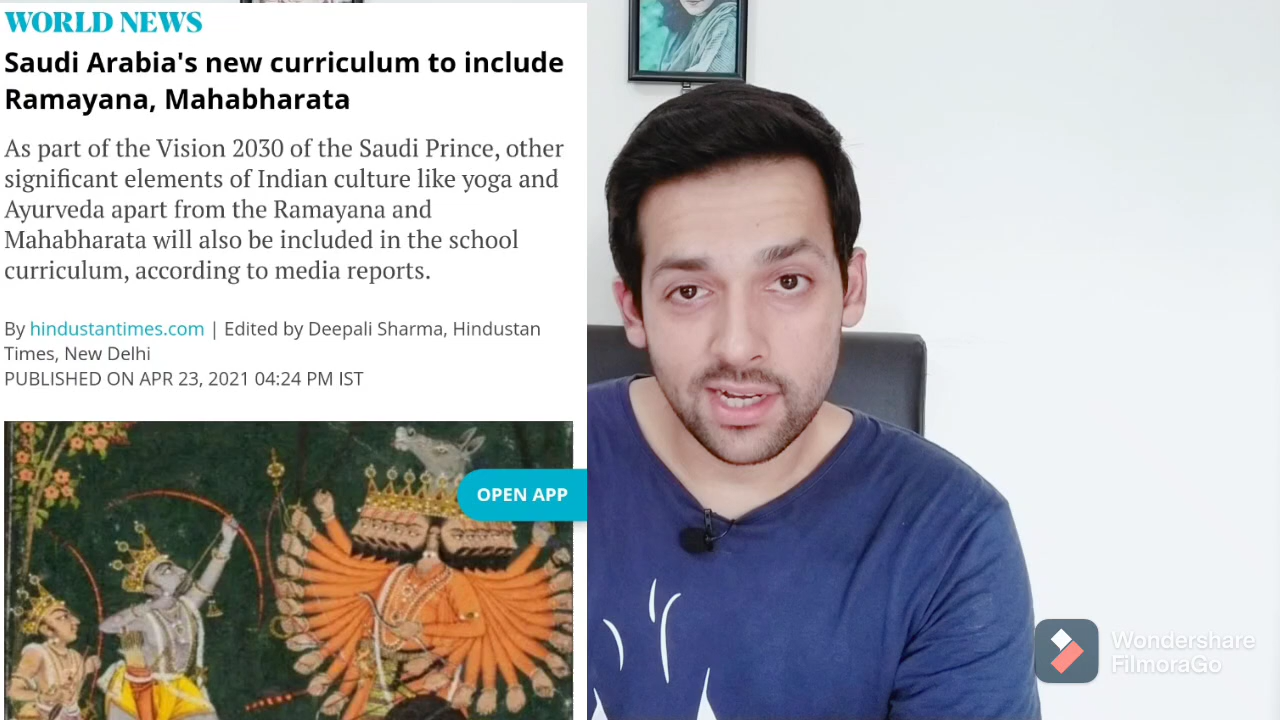 WORLD NEWS
Saudi Arabia's new curriculum to include
Ramayana, Mahabharata
As part of the Vision 2030 of the Saudi Prince, other
significant elements of Indian culture like yoga and
Ayurveda apart from the Ramayana and
Mahabharata will also be included in the school
curriculum, according to media reports.
By hindustantimes.com | Edited by Deepali Sharma, Hindustan
Times, New Delhi
PUBLISHED ON APR 23, 2021 04:24 PM IST
OPEN APP
Wondershare
FilmoraGo